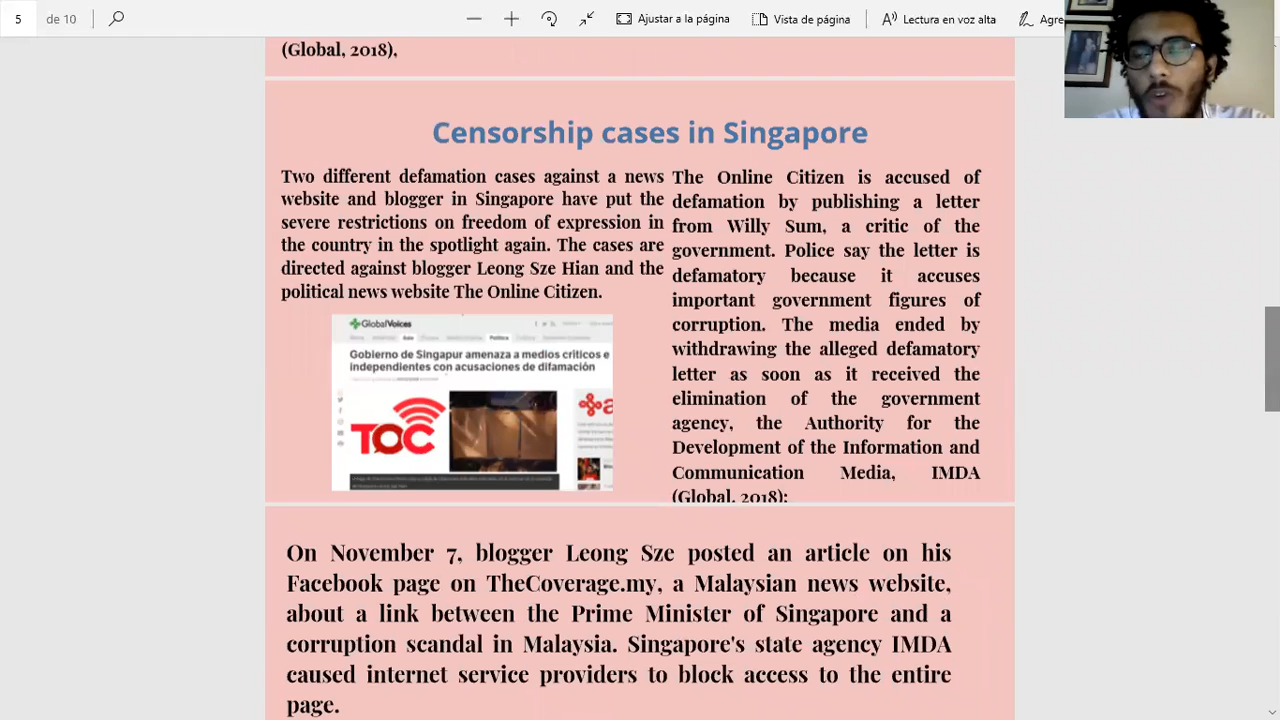 5 de 10 Ajustar a la página Vista de página Lectura en voz alta Agre
(Global, 2018),
Censorship cases in Singapore
Two different defamation cases against a news
website and blogger in Singapore have put the
severe restrictions on freedom of expression in
the country in the spotlight again. The cases are
directed against blogger Leong Sze Hian and the
political news website The Online Citizen.
GlobalVoices
Gobierno de Singapur amenaza a medios críticos e
independientes con acusaciones de difamación
TOC
The Online Citizen is accused of
defamation by publishing a letter
from Willy Sum, a critic of the
government. Police say the letter is
defamatory because it accuses
important government figures of
corruption. The media ended by
withdrawing the alleged defamatory
letter as soon as it received the
elimination of the government
agency, the Authority for the
Development of the Information and
Communication Media, IMDA
(Global, 2018);
On November 7, blogger Leong Sze posted an article on his
Facebook page on TheCoverage.my, a Malaysian news website,
about a link between the Prime Minister of Singapore and a
corruption scandal in Malaysia. Singapore's state agency IMDA
caused internet service providers to block access to the entire
page.